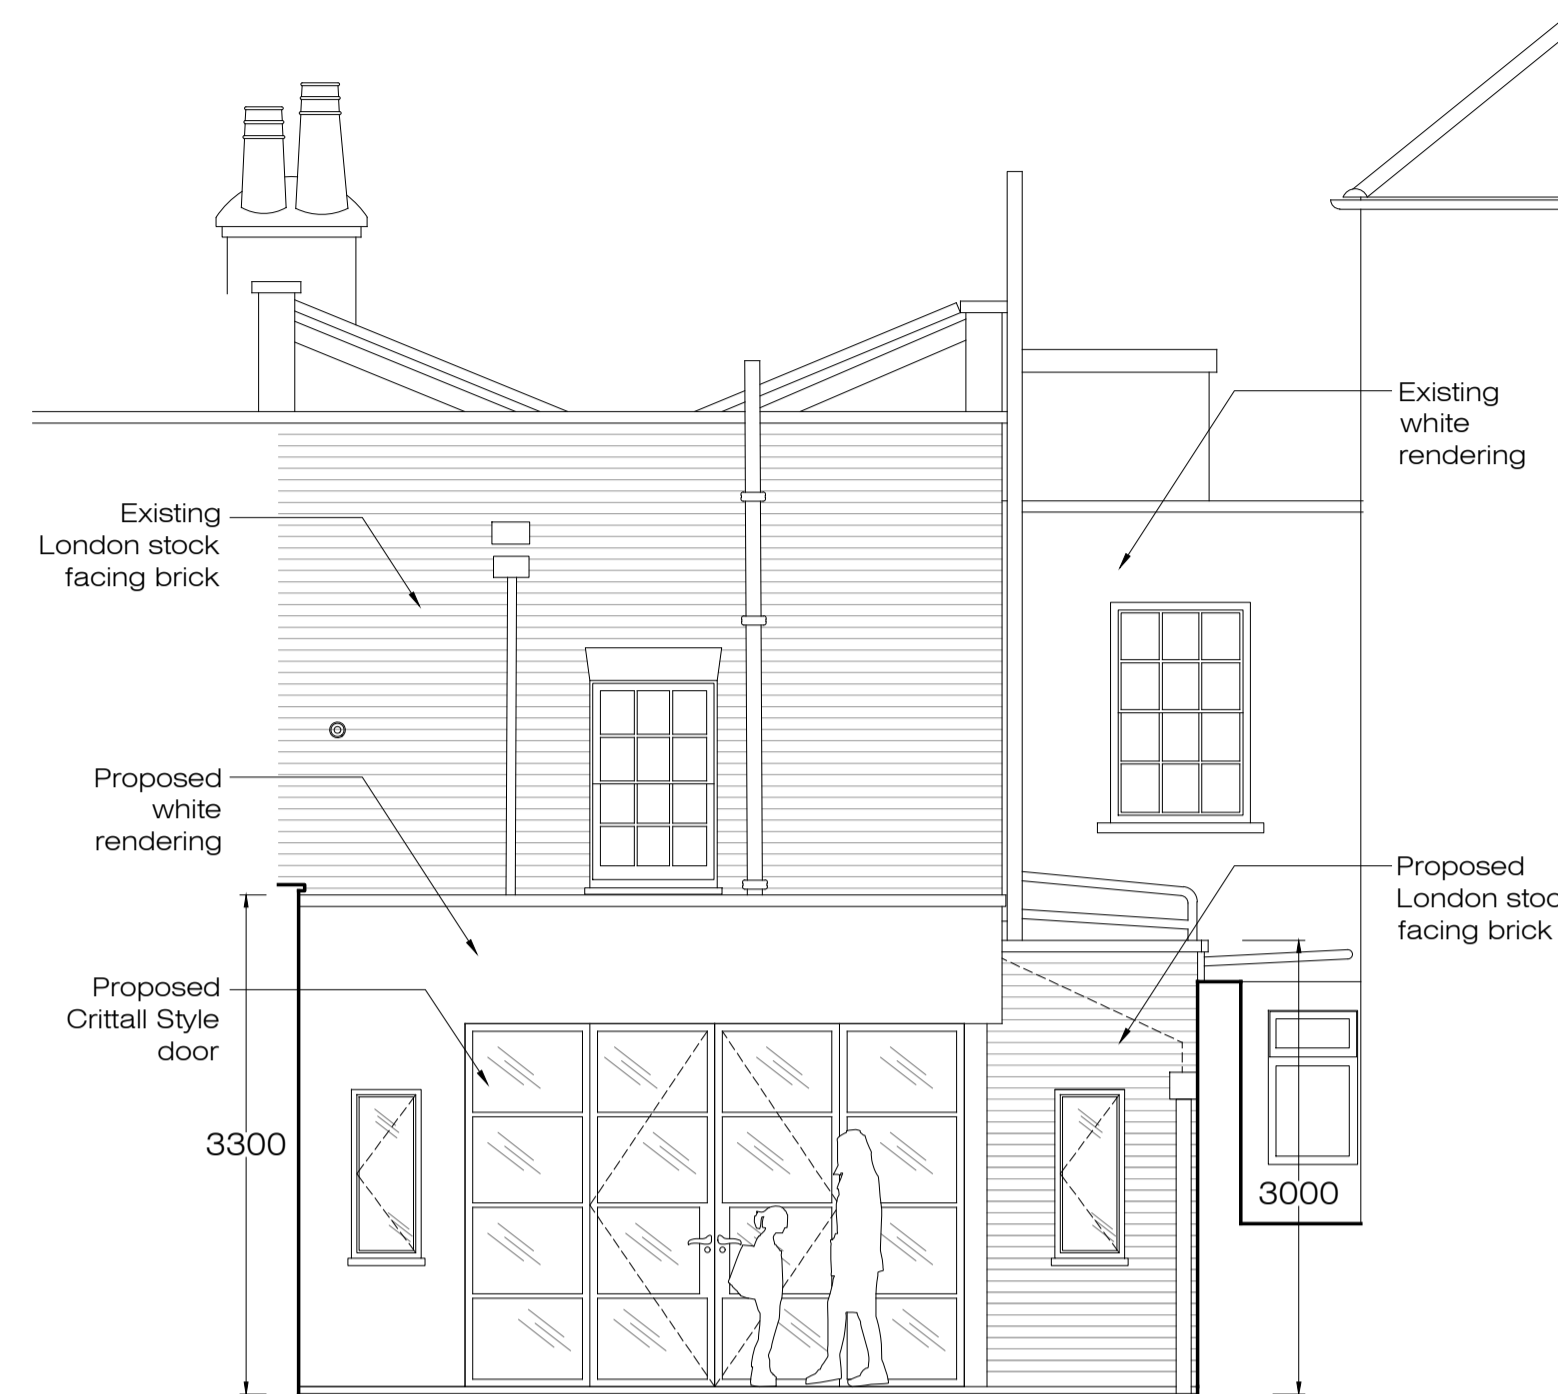 Existing
white
rendering
Existing
London stock
facing brick
Proposed
white
rendering
Proposed
London
facing brick
Proposed
Crittall Style
door
3300
3000